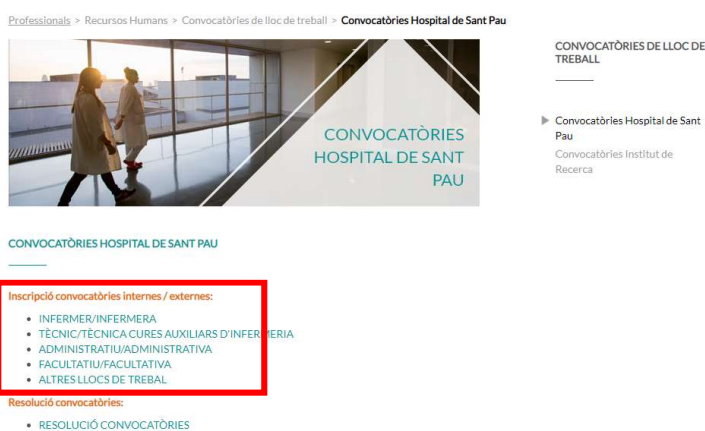 Professionals > Recursos Humans > Convocatòries de lloc de treball > Convocatòries Hospital de Sant Pau
CONVOCATÒRIES
HOSPITAL DE SANT
PAU
CONVOCATÒRIES DE LLOC DE
TREBALL
Convocatòries Hospital de Sant
Pau
Convocatòries Institut de
Recerca
CONVOCATÒRIES HOSPITAL DE SANT PAU
Inscripció convocatòries internes / externes:
• INFERMER/INFERMERA
• TÈCNIC/TÈCNICA CURES AUXILIARS D'INFERMERIA
• ADMINISTRATIU/ADMINISTRATIVA
• FACULTATIU/FACULTATIVA
• ALTRES LLOCS DE TREBAL
Resolució convocatòries:
• RESOLUCIÓ CONVOCATÒRIES